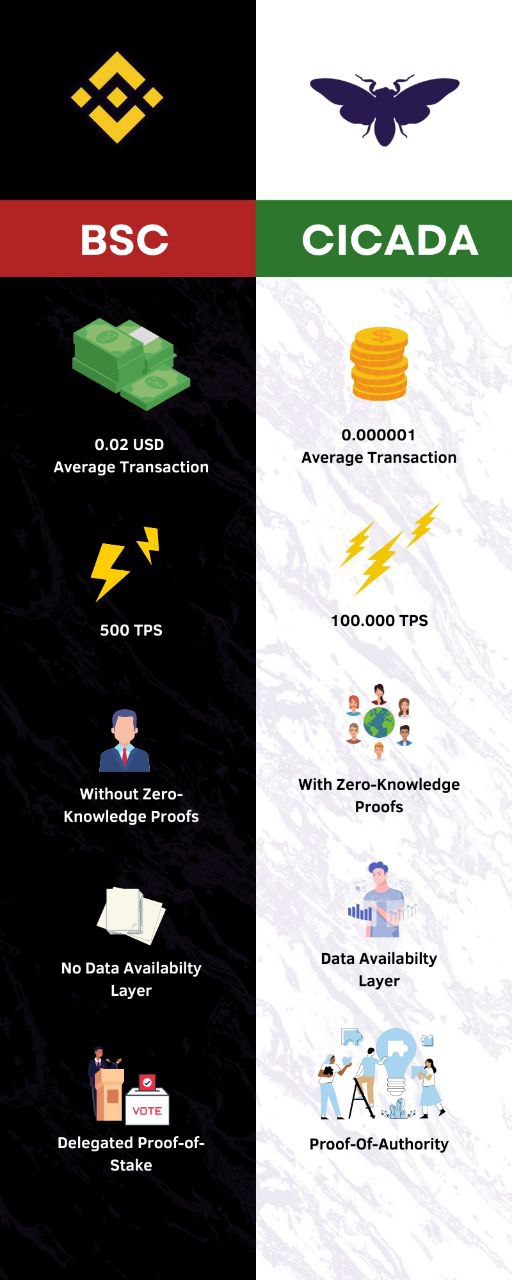 BSC
CICADA
0.02 USD
Average Transaction
0.000001
Average Transaction
500 TPS
100.000 TPS
Without Zero-
Knowledge Proofs
With Zero-Knowledge
Proofs
No Data Availabilty
Layer
Data Availabilty
Layer
VOTE
Delegated Proof-of-
Stake
Proof-Of-Authority